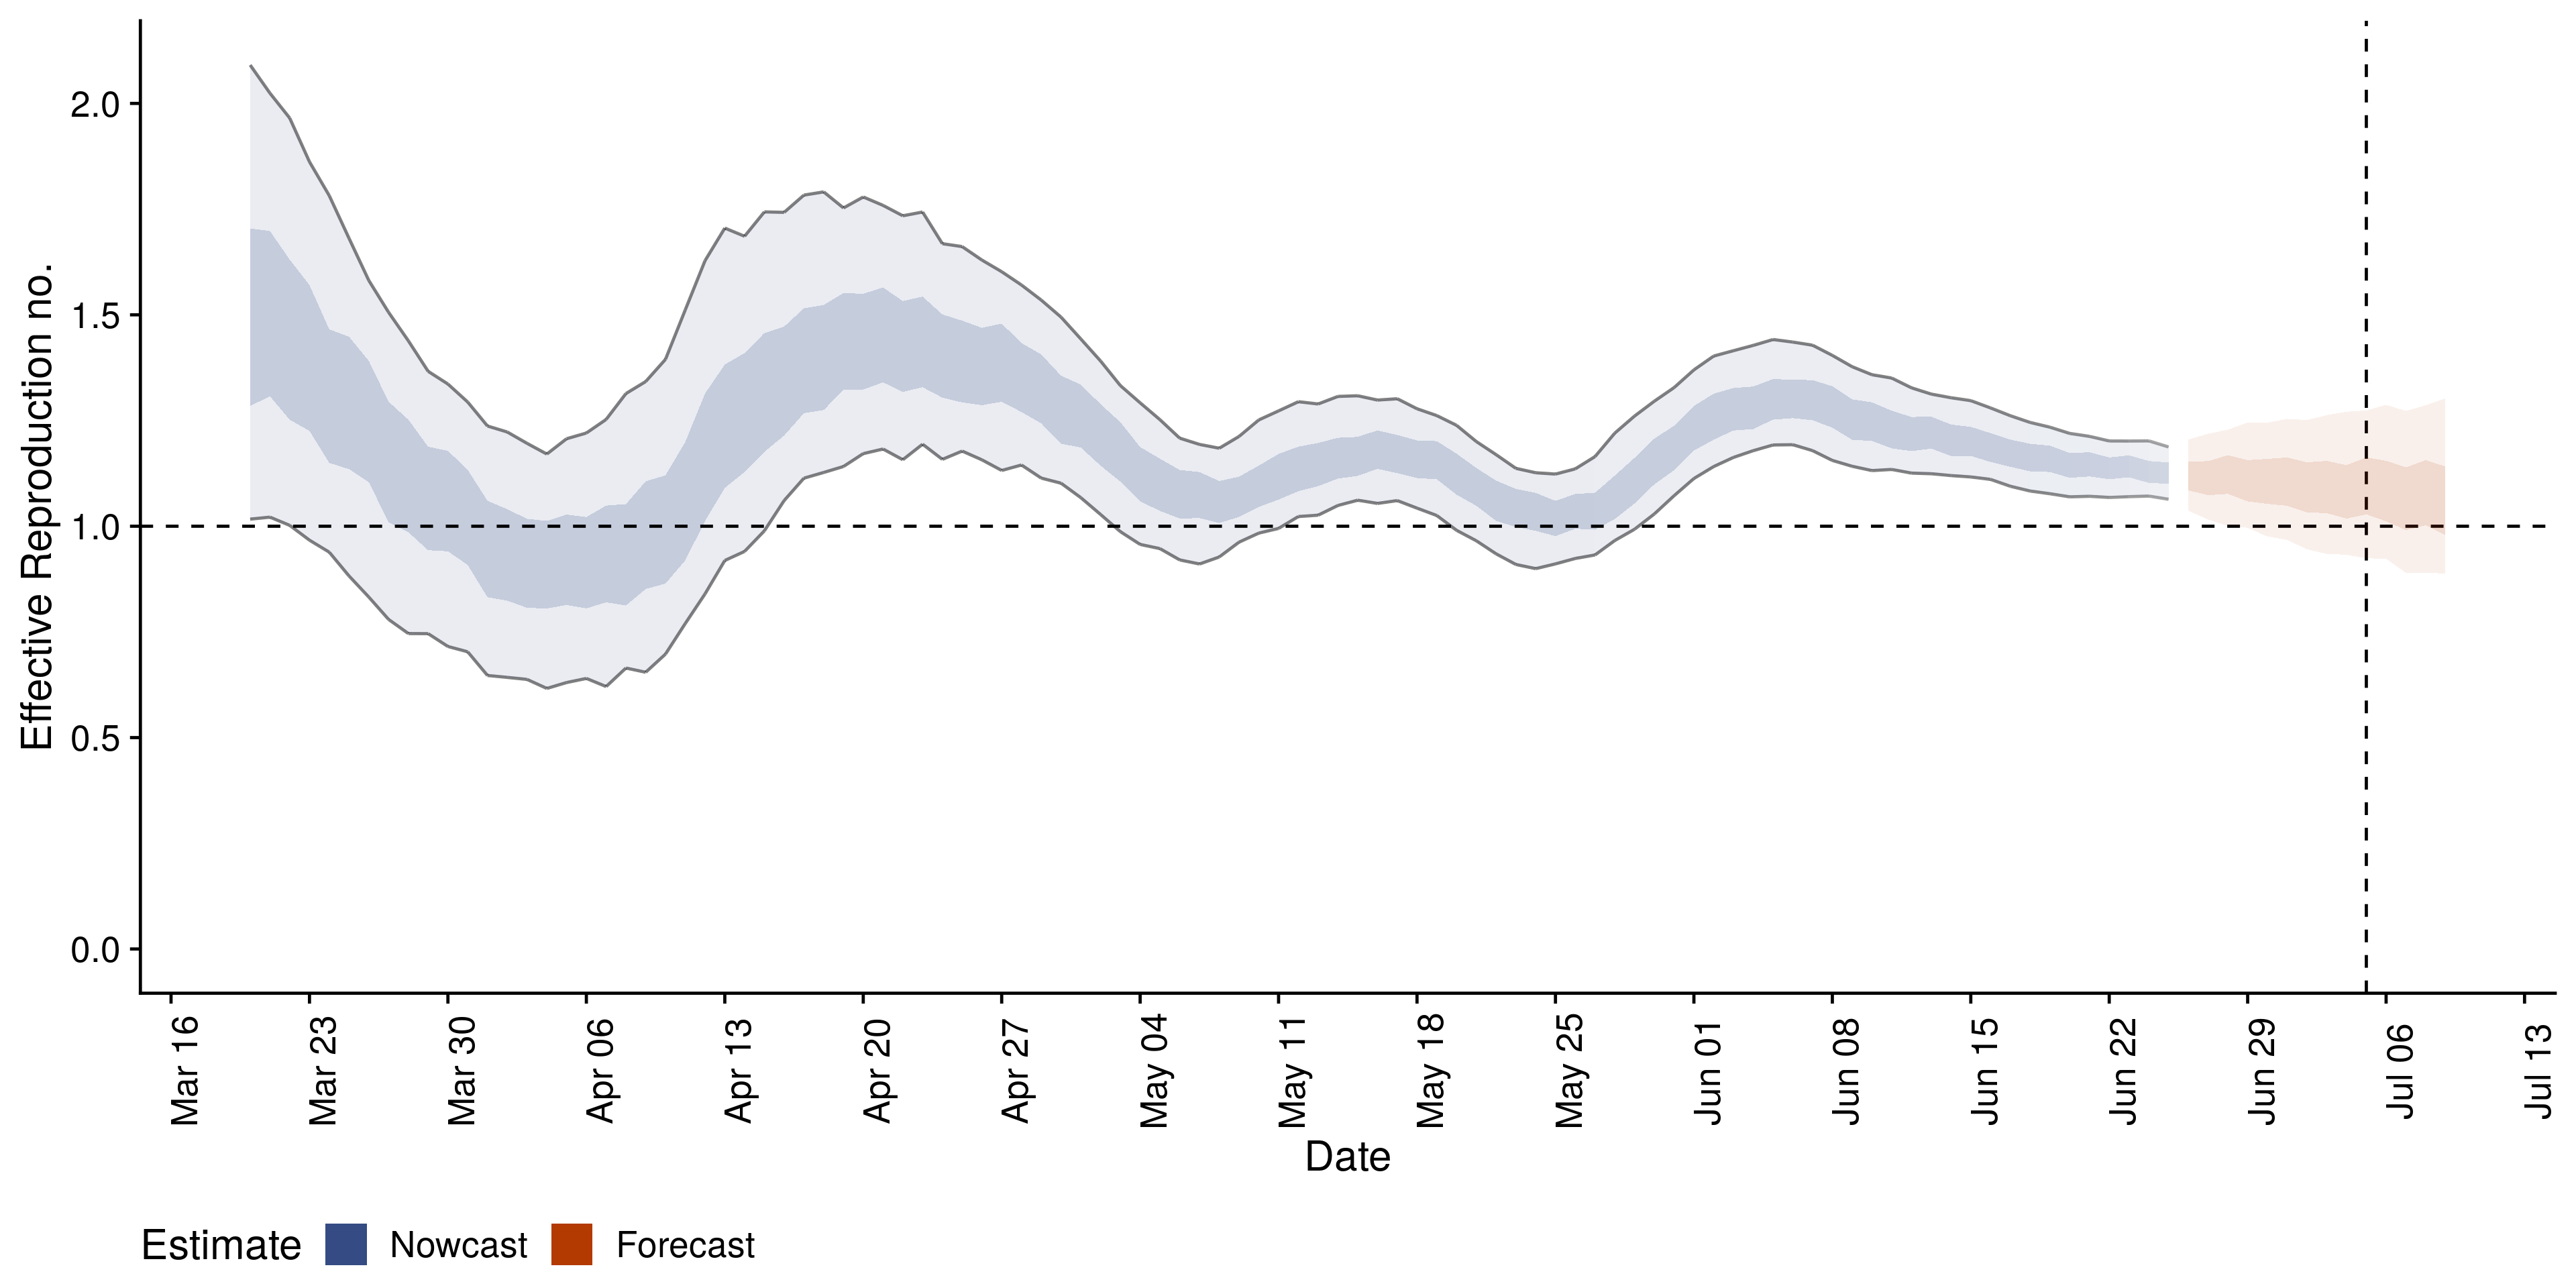 Effective Reproduction no.
2.0
1.5
1.0
0.5
0.0
Mar 16
Mar 23
Mar 30
Apr 06
Apr 13
Apr 20
Apr 27
May 04
May 11
May 18
May 25
Jun 01
Jun 08
Jun 15
Jun 22
Jun 29
Jul 06
Jul 13
Date
Estimate Nowcast Forecast